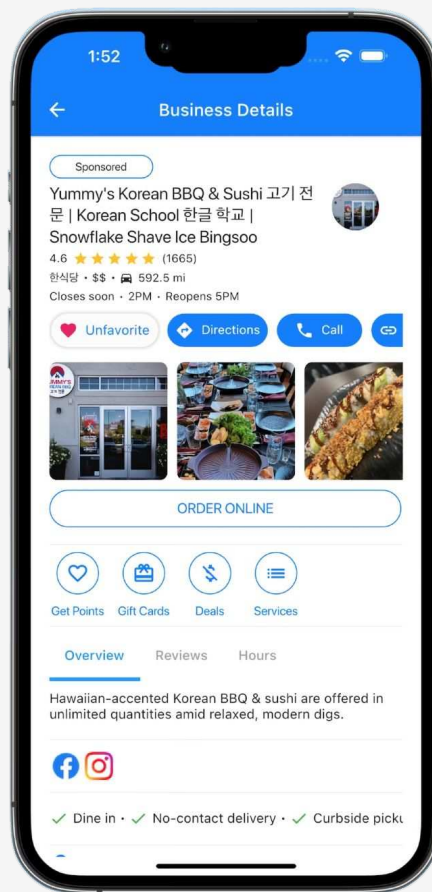 1:52
Business Details
Sponsored
Yummy's Korean BBQ & Sushi 고기 전
문 | Korean School 한글 학교 |
Snowflake Shave Ice Bingsoo
4.6 (1665)
한식당 • $$ • 592.5 mi
Closes soon • 2PM • Reopens 5PM
Unfavorite Directions Call
YUMMY'S
ORDER ONLINE
Get Points Gift Cards Deals Services
Overview Reviews Hours
Hawaiian-accented Korean BBQ & sushi are offered in
unlimited quantities amid relaxed, modern digs.
Dine in • No-contact delivery • Curbside picku